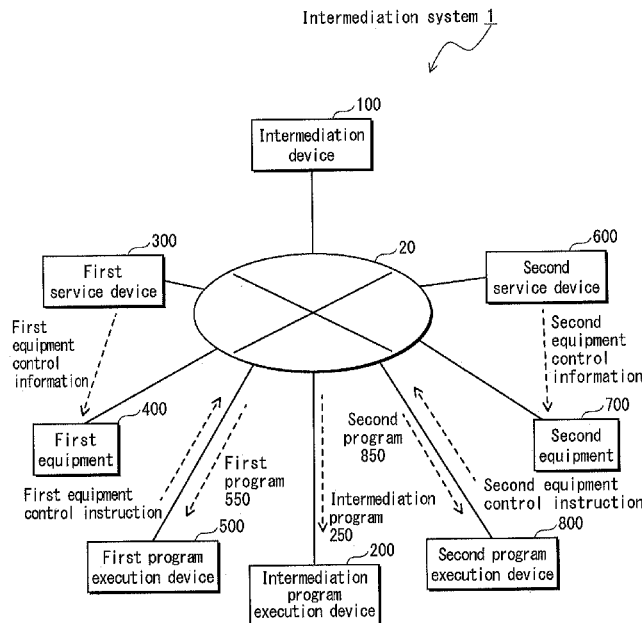 Intermediation system 1
100
Intermediation
device
300
First
service device
20
600
Second
service device
First
equipment
control
information
Second
equipment
control
information
400
First
equipment
700
Second
equipment
First equipment
control instruction
First
program
550
Second
program
850
Second equipment
control instruction
Intermediation
program
250
500
First program
execution device
200
Intermediation
program
execution device
800
Second program
execution device